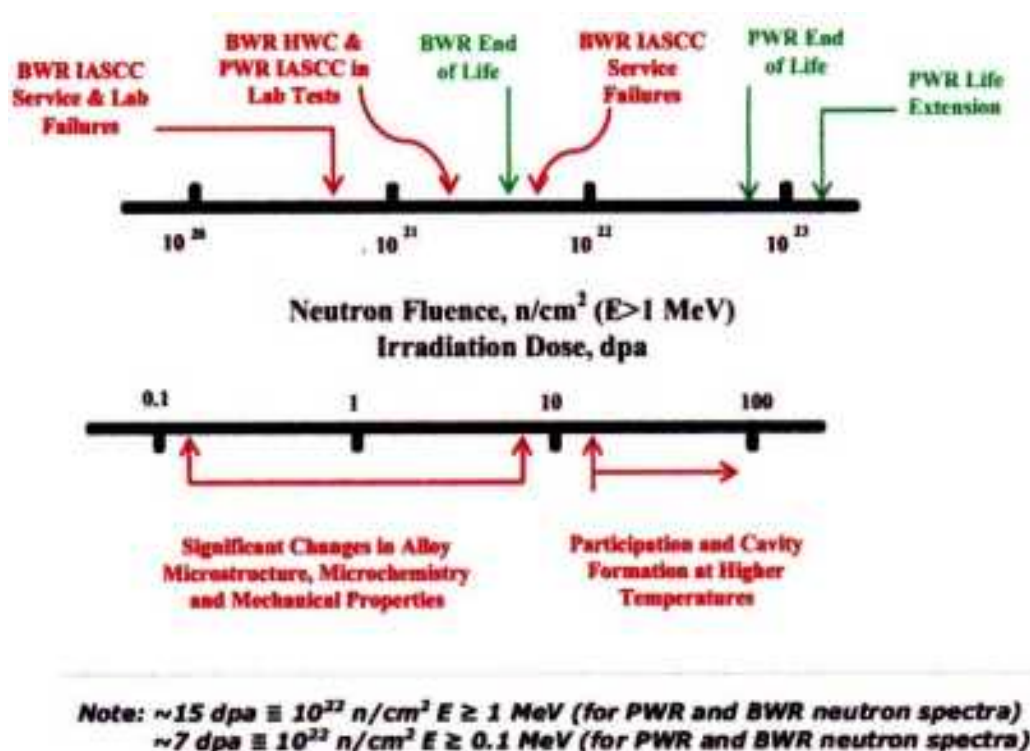 BWR IASCC
Service & Lab
Failures
BWR HWC &
PWR IASCC in
Lab Tests
BWR End
of Life
BWR IASCC
Service
Failures
PWR End
of Life
PWR Life
Extension
10²⁰
10²¹
10²²
10²³
Neutron Fluence, n/cm² (E>1 MeV)
Irradiation Dose, dpa
0.1
1
10
100
Significant Changes in Alloy
Microstructure, Microchemistry
and Mechanical Properties
Participation and Cavity
Formation at Higher
Temperatures
Note: ~15 dpa ≡ 10²² n/cm² E ≥ 1 MeV (for PWR and BWR neutron spectra)
~7 dpa ≡ 10²² n/cm² E ≥ 0.1 MeV (for PWR and BWR neutron spectra)